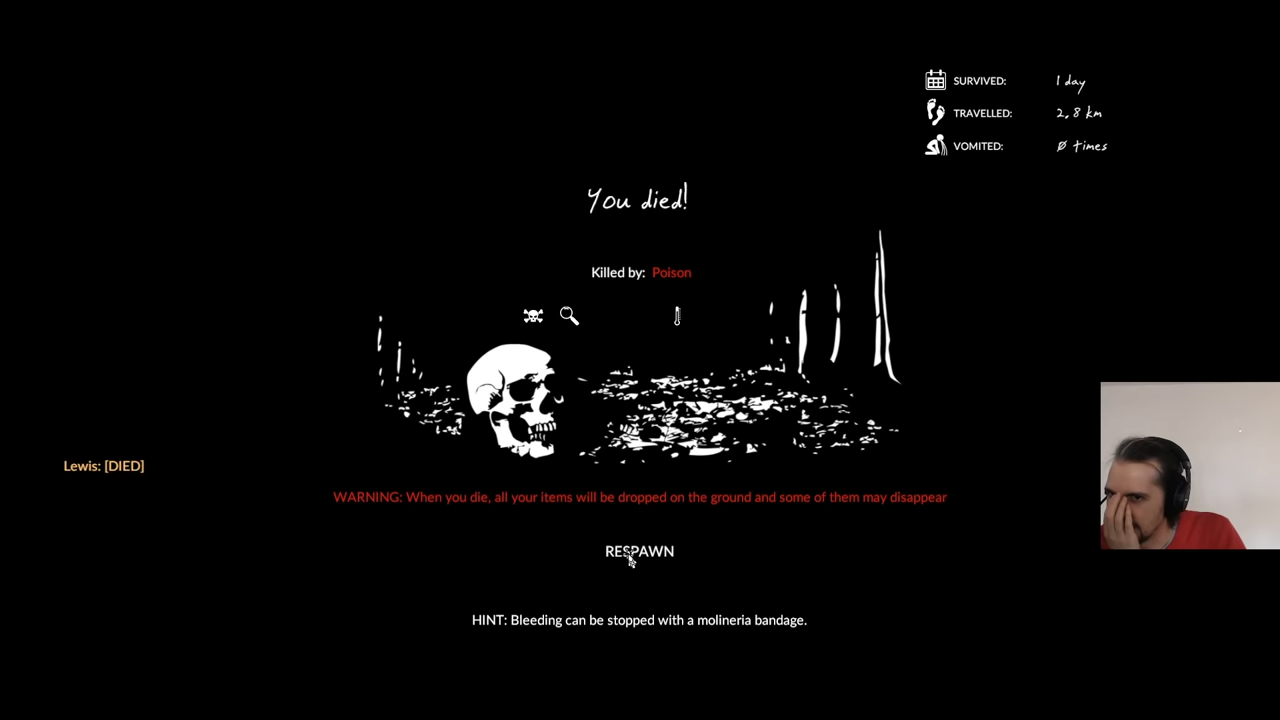 SURVIVED: 1 day
TRAVELLED: 2,8 km
VOMITED: 0 times
You died!
Killed by: Poison
Lewis: [DIED]
WARNING: When you die, all your items will be dropped on the ground and some of them may disappear
RESPAWN
HINT: Bleeding can be stopped with a molineria bandage.